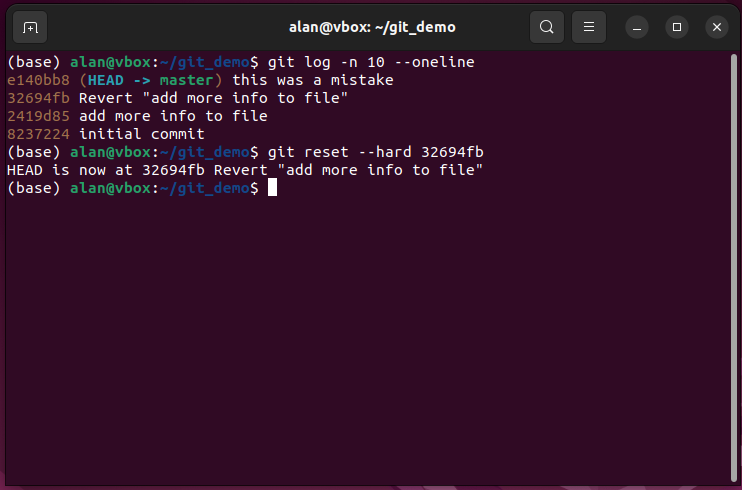 alan@vbox: ~/git_demo
(base) alan@vbox:~/git_demo$ git log -n 10 --oneline
e140bb8 (HEAD -> master) this was a mistake
32694fb Revert "add more info to file"
2419d85 add more info to file
8237224 initial commit
(base) alan@vbox:~/git_demo$ git reset --hard 32694fb
HEAD is now at 32694fb Revert "add more info to file"
(base) alan@vbox:~/git_demo$